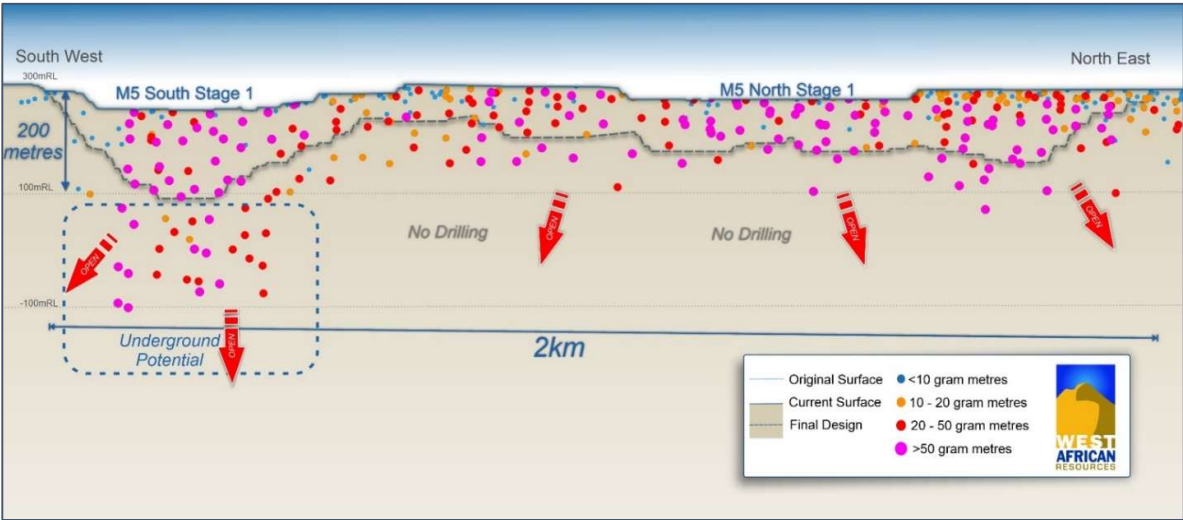 South West
North East
300mRL
M5 South Stage 1
M5 North Stage 1
200
metres
100mRL
No Drilling
No Drilling
OPEN
OPEN
OPEN
OPEN
-100mRL
OPEN
Underground
Potential
2km
Original Surface
<10 gram metres
Current Surface
10 - 20 gram metres
Final Design
20 - 50 gram metres
>50 gram metres
WEST
AFRICAN
RESOURCES